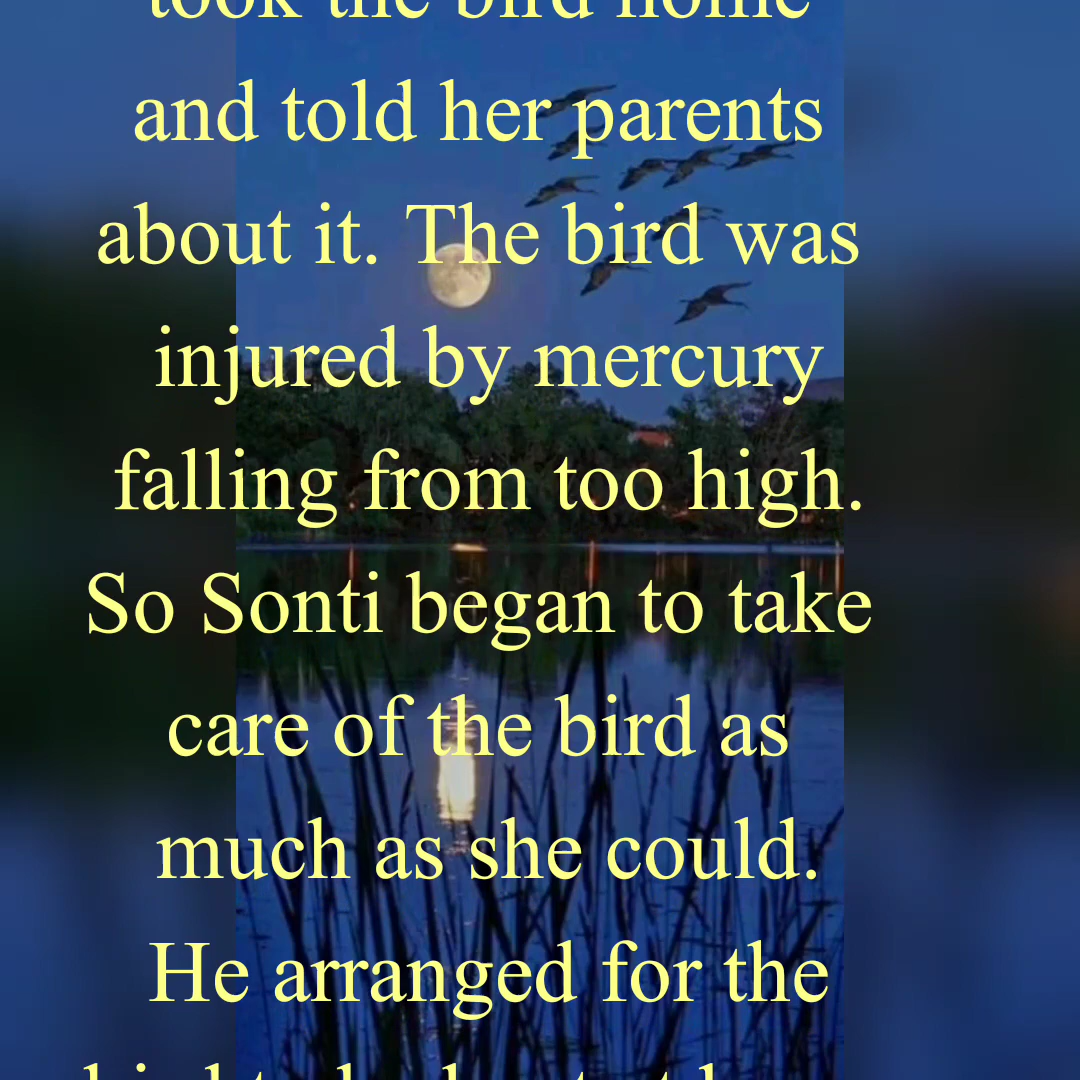 took the bird home
and told her parents
about it. The bird was
injured by mercury
falling from too high.
So Sonti began to take
care of the bird as
much as she could.
He arranged for the